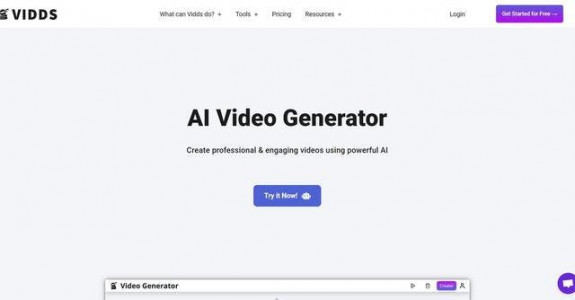 VIDDS
What can Vidds do? +
Tools +
Pricing
Resources +
Login
Get Started for Free →
AI Video Generator
Create professional & engaging videos using powerful AI
Try it Now!
Video Generator
Create